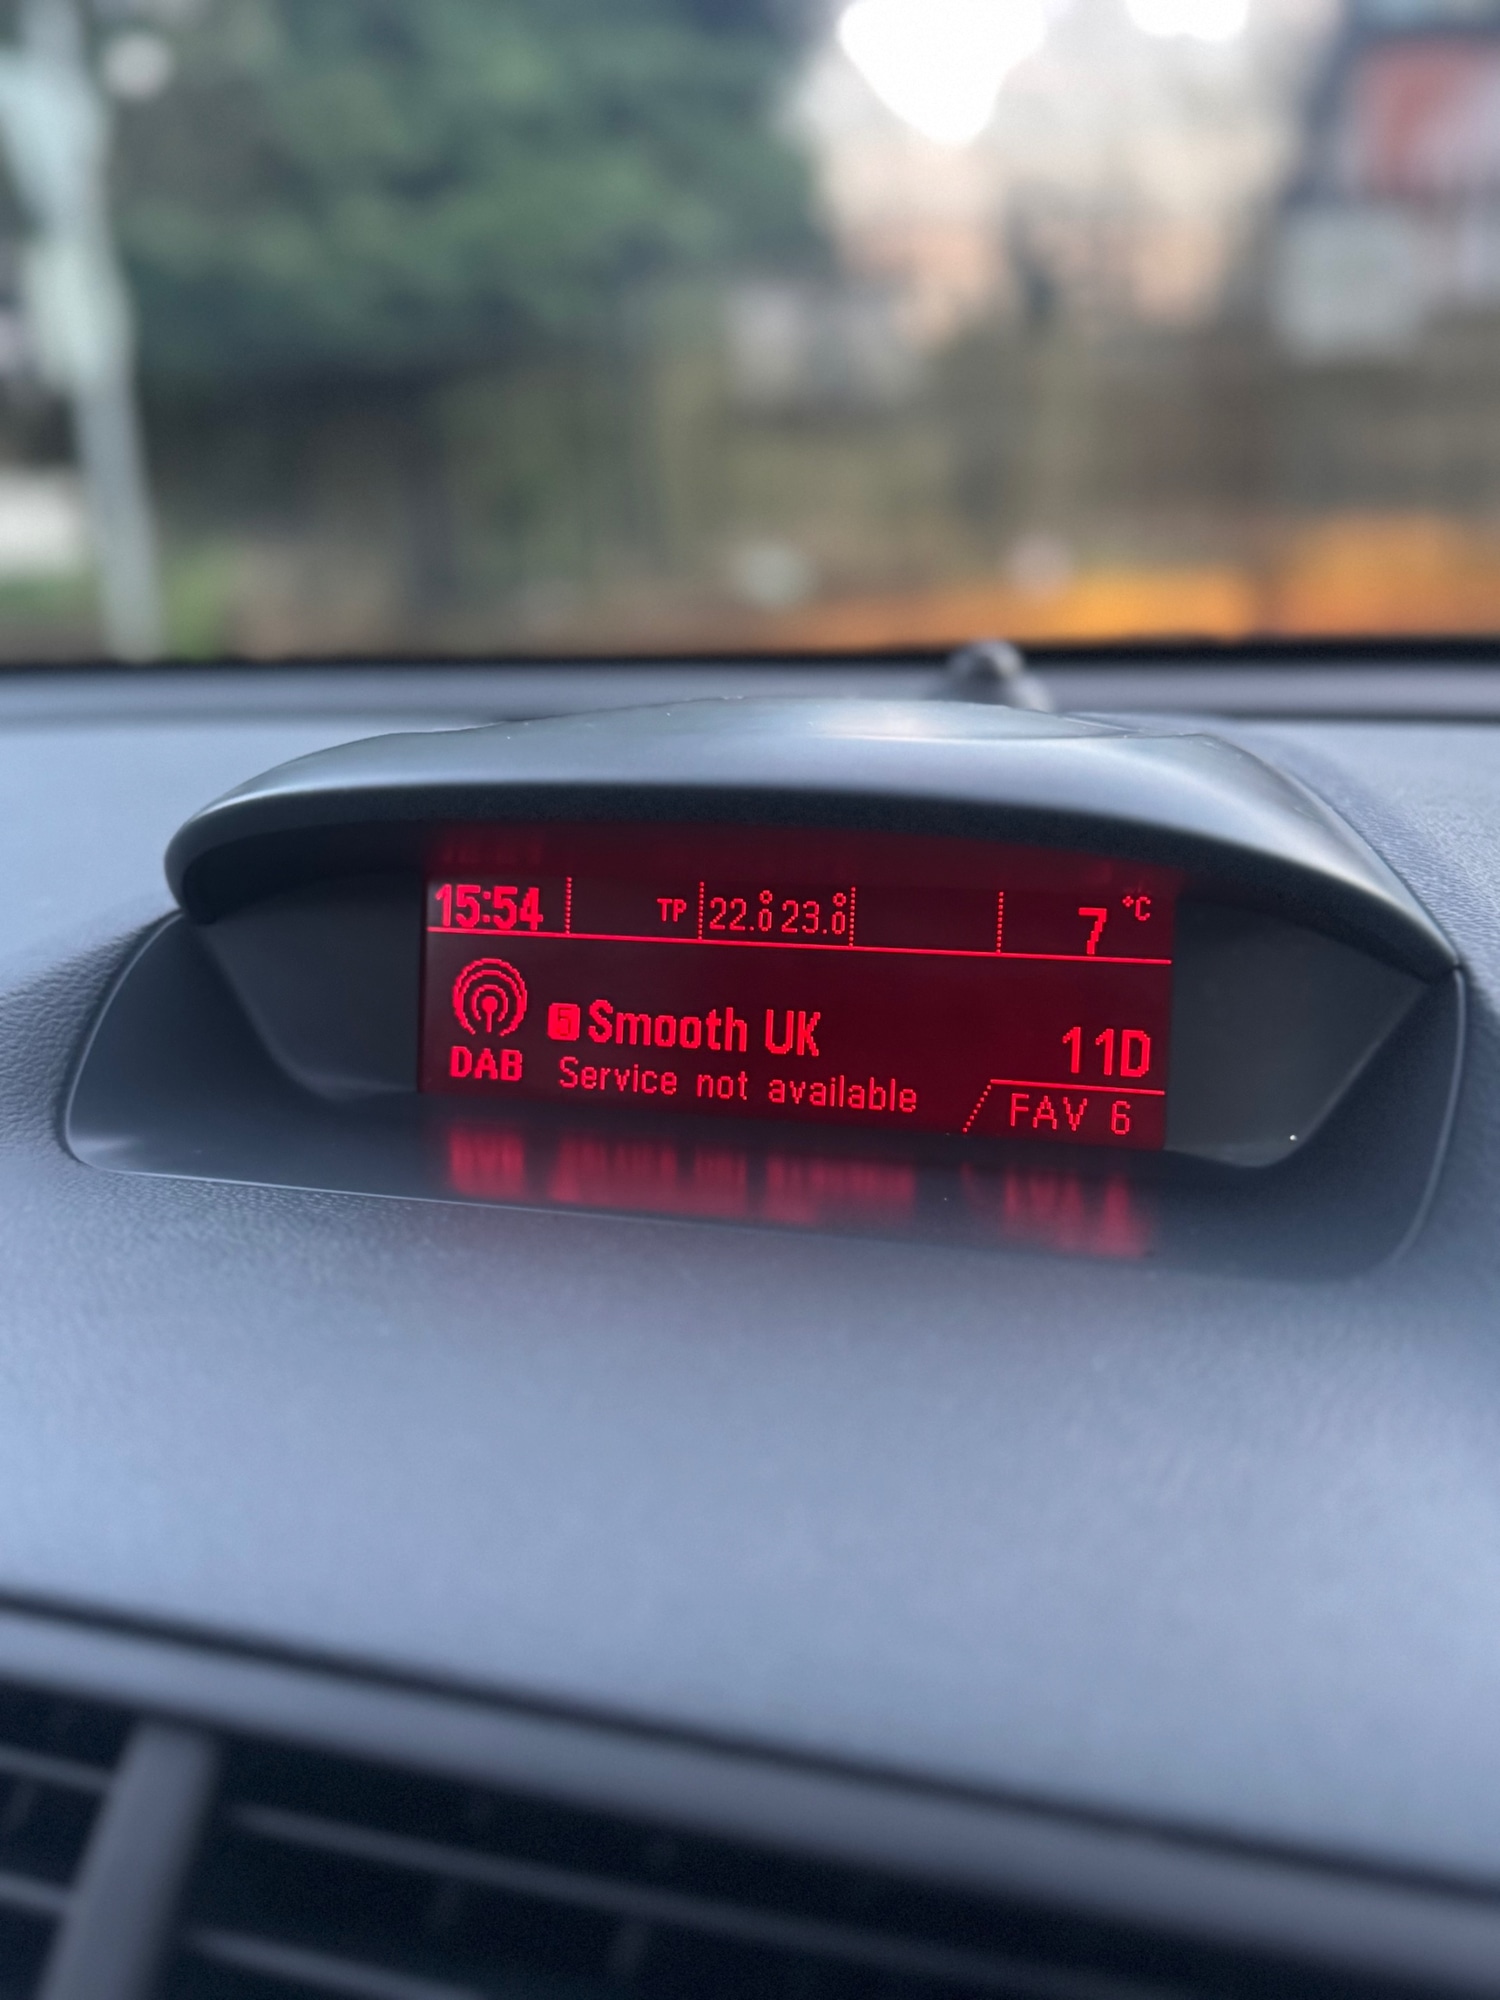 15:54 TP 22.0° 23.0° 7 °C
5 Smooth UK 11D
DAB Service not available FAV 6